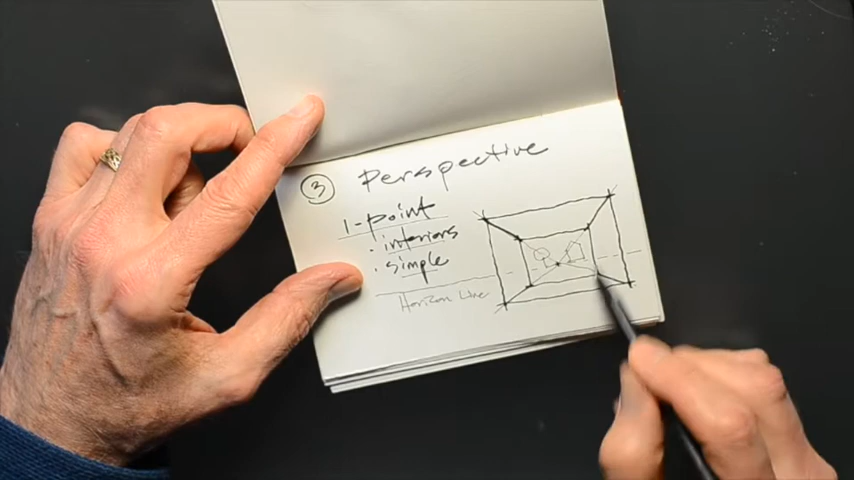 3 Perspective
1-point
· interiors
· simple
Horizon Line